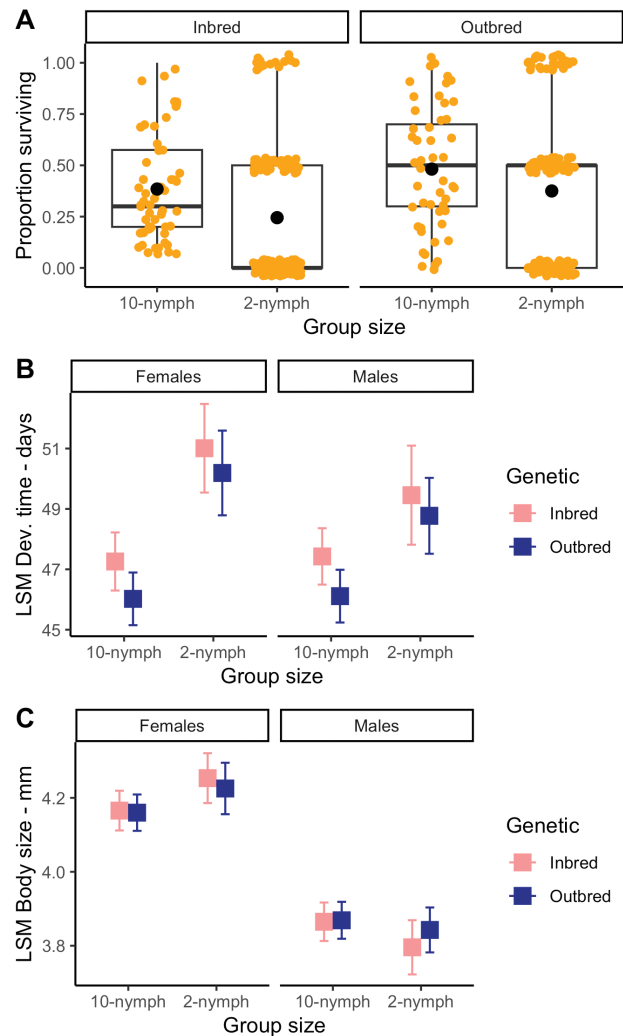 A
Inbred
Outbred
Proportion surviving
1.00
0.75
0.50
0.25
0.00
10-nymph
2-nymph
10-nymph
2-nymph
Group size
B
Females
Males
LSM Dev. time - days
51
49
47
45
10-nymph
2-nymph
10-nymph
2-nymph
Group size
Genetic
Inbred
Outbred
C
Females
Males
LSM Body size - mm
4.2
4.0
3.8
10-nymph
2-nymph
10-nymph
2-nymph
Group size
Genetic
Inbred
Outbred